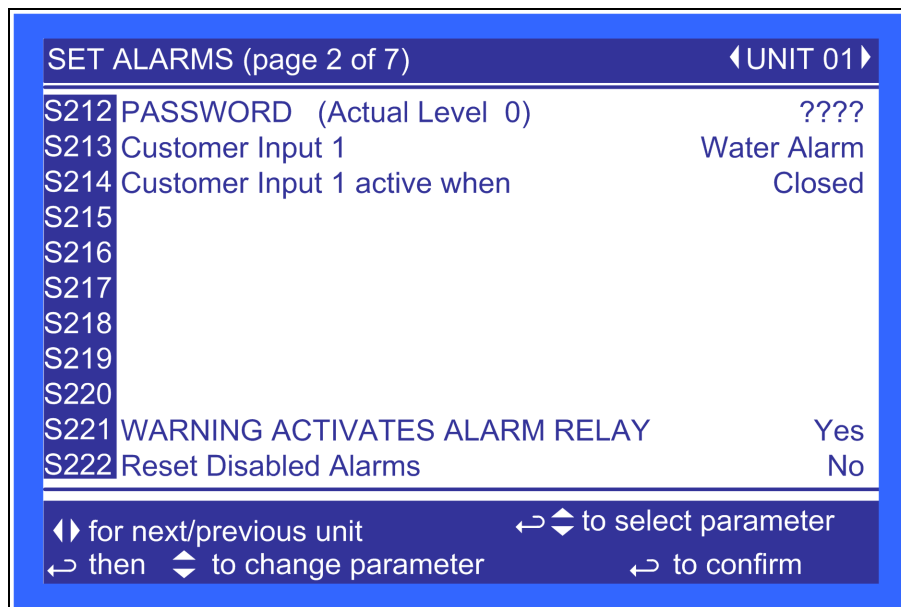 SET ALARMS (page 2 of 7) UNIT 01
S212 PASSWORD (Actual Level 0) ????
S213 Customer Input 1 Water Alarm
S214 Customer Input 1 active when Closed
S215
S216
S217
S218
S219
S220
S221 WARNING ACTIVATES ALARM RELAY Yes
S222 Reset Disabled Alarms No
for next/previous unit to select parameter
then to change parameter to confirm